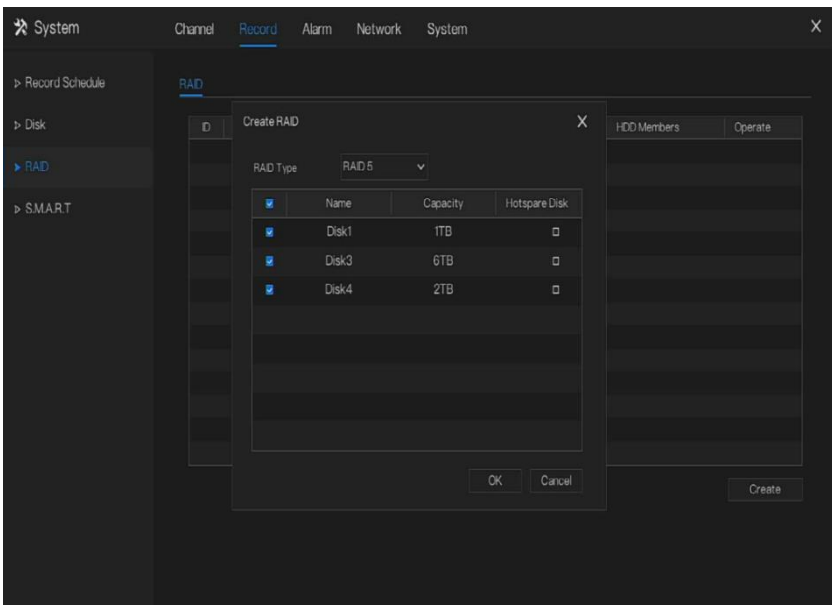 System Channel Record Alarm Network System X
Record Schedule
RAID
Disk
Create RAID X
ID HDD Members Operate
RAID
RAID Type RAID 5
S.M.A.R.T
Name Capacity Hotspare Disk
Disk1 1TB
Disk3 6TB
Disk4 2TB
OK Cancel
Create